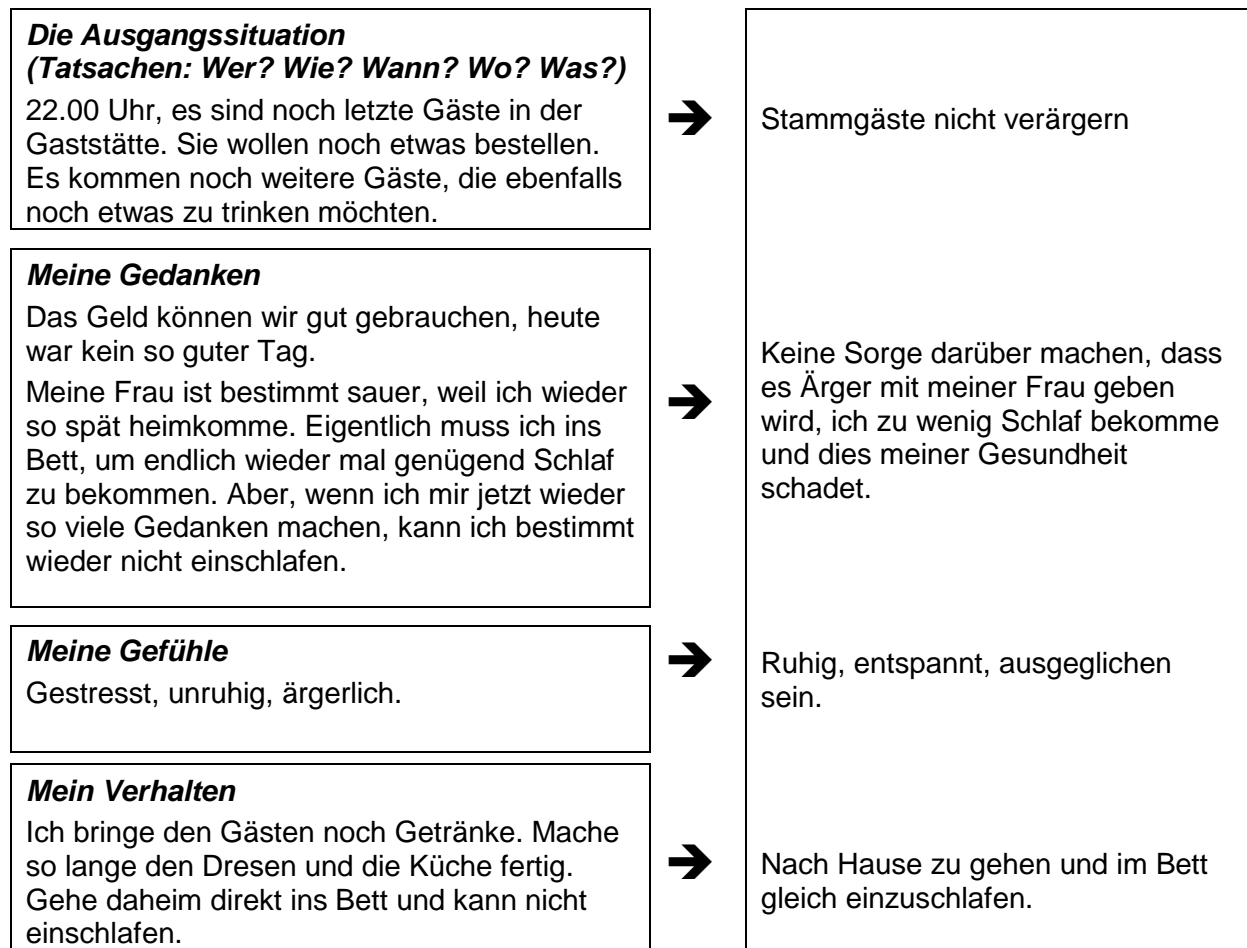 Die Ausgangssituation
(Tatsachen: Wer? Wie? Wann? Wo? Was?)
22.00 Uhr, es sind noch letzte Gäste in der
Gaststätte. Sie wollen noch etwas bestellen.
Es kommen noch weitere Gäste, die ebenfalls
noch etwas zu trinken möchten.
Stammgäste nicht verärgern
Meine Gedanken
Das Geld können wir gut gebrauchen, heute
war kein so guter Tag.
Meine Frau ist bestimmt sauer, weil ich wieder
so spät heimkomme. Eigentlich muss ich ins
Bett, um endlich wieder mal genügend Schlaf
zu bekommen. Aber, wenn ich mir jetzt wieder
so viele Gedanken machen, kann ich bestimmt
wieder nicht einschlafen.
Keine Sorge darüber machen, dass
es Ärger mit meiner Frau geben
wird, ich zu wenig Schlaf bekomme
und dies meiner Gesundheit
schadet.
Meine Gefühle
Gestresst, unruhig, ärgerlich.
Ruhig, entspannt, ausgeglichen
sein.
Mein Verhalten
Ich bringe den Gästen noch Getränke. Mache
so lange den Dresen und die Küche fertig.
Gehe daheim direkt ins Bett und kann nicht
einschlafen.
Nach Hause zu gehen und im Bett
gleich einzuschlafen.